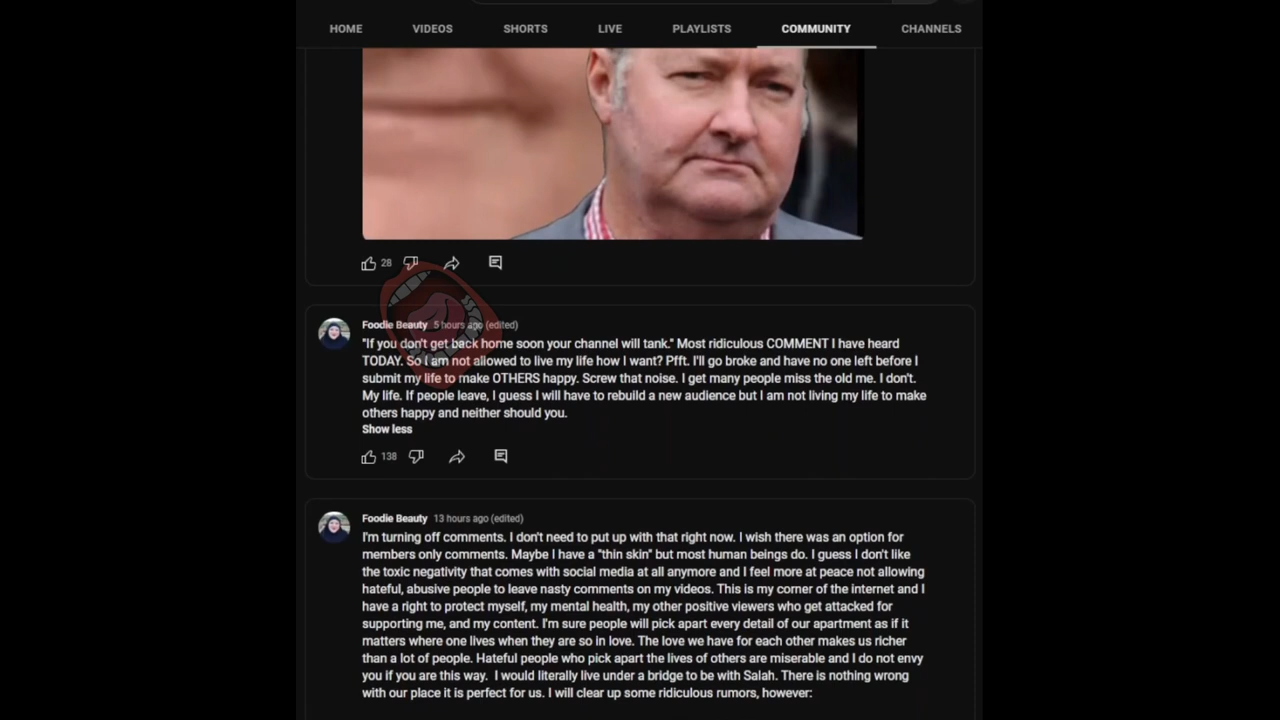 HOME VIDEOS SHORTS LIVE PLAYLISTS COMMUNITY CHANNELS
28
Foodie Beauty 5 hours ago (edited)
"If you don't get back home soon your channel will tank." Most ridiculous COMMENT I have heard
TODAY. So I am not allowed to live my life how I want? Pfft. I'll go broke and have no one left before I
submit my life to make OTHERS happy. Screw that noise. I get many people miss the old me. I don't.
My life. If people leave, I guess I will have to rebuild a new audience but I am not living my life to make
others happy and neither should you.
Show less
138
Foodie Beauty 13 hours ago (edited)
I'm turning off comments. I don't need to put up with that right now. I wish there was an option for
members only comments. Maybe I have a "thin skin" but most human beings do. I guess I don't like
the toxic negativity that comes with social media at all anymore and I feel more at peace not allowing
hateful, abusive people to leave nasty comments on my videos. This is my corner of the internet and I
have a right to protect myself, my mental health, my other positive viewers who get attacked for
supporting me, and my content. I'm sure people will pick apart every detail of our apartment as if it
matters where one lives when they are so in love. The love we have for each other makes us richer
than a lot of people. Hateful people who pick apart the lives of others are miserable and I do not envy
you if you are this way. I would literally live under a bridge to be with Salah. There is nothing wrong
with our place it is perfect for us. I will clear up some ridiculous rumors, however: